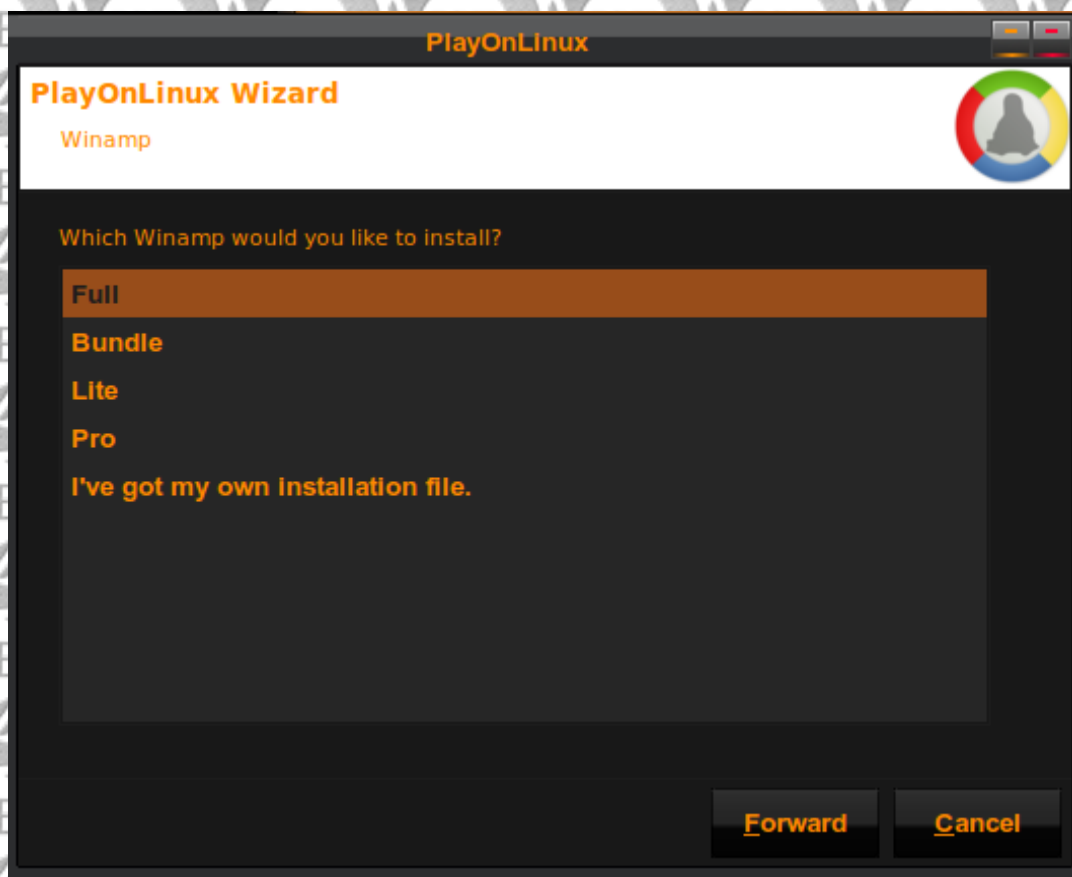 PlayOnLinux
PlayOnLinux Wizard
Winamp
Which Winamp would you like to install?
Full
Bundle
Lite
Pro
I've got my own installation file.
Forward
Cancel